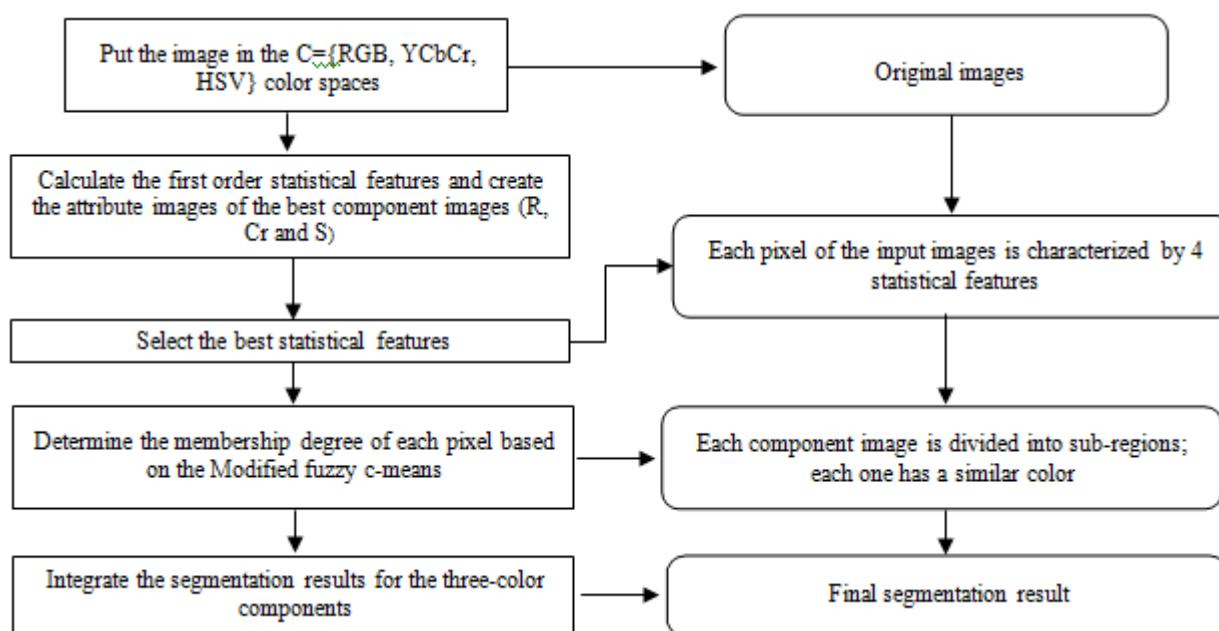 Put the image in the C={RGB, YCbCr,
HSV} color spaces
Original images
Calculate the first order statistical features and create
the attribute images of the best component images (R,
Cr and S)
Each pixel of the input images is characterized by 4
statistical features
Select the best statistical features
Determine the membership degree of each pixel based
on the Modified fuzzy c-means
Each component image is divided into sub-regions;
each one has a similar color
Integrate the segmentation results for the three-color
components
Final segmentation result